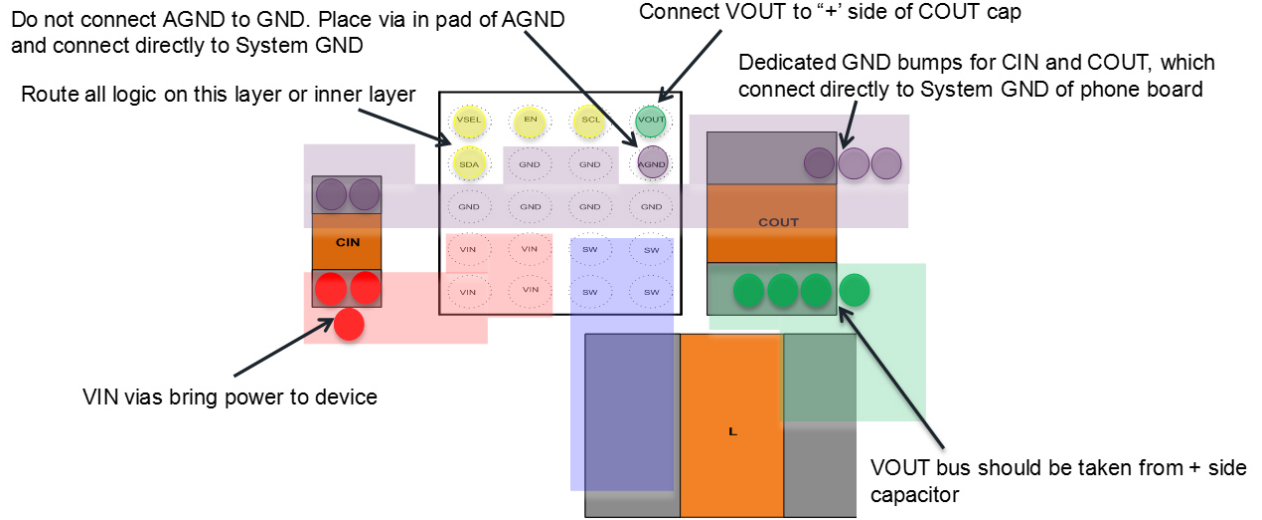 Do not connect AGND to GND. Place via in pad of AGND
and connect directly to System GND
Connect VOUT to “+’ side of COUT cap
Dedicated GND bumps for CIN and COUT, which
connect directly to System GND of phone board
Route all logic on this layer or inner layer
VSEL EN SCL VOUT
SDA GND GND AGND
GND GND GND GND
VIN VIN SW SW
VIN VIN SW SW
CIN
COUT
L
VIN vias bring power to device
VOUT bus should be taken from + side
capacitor